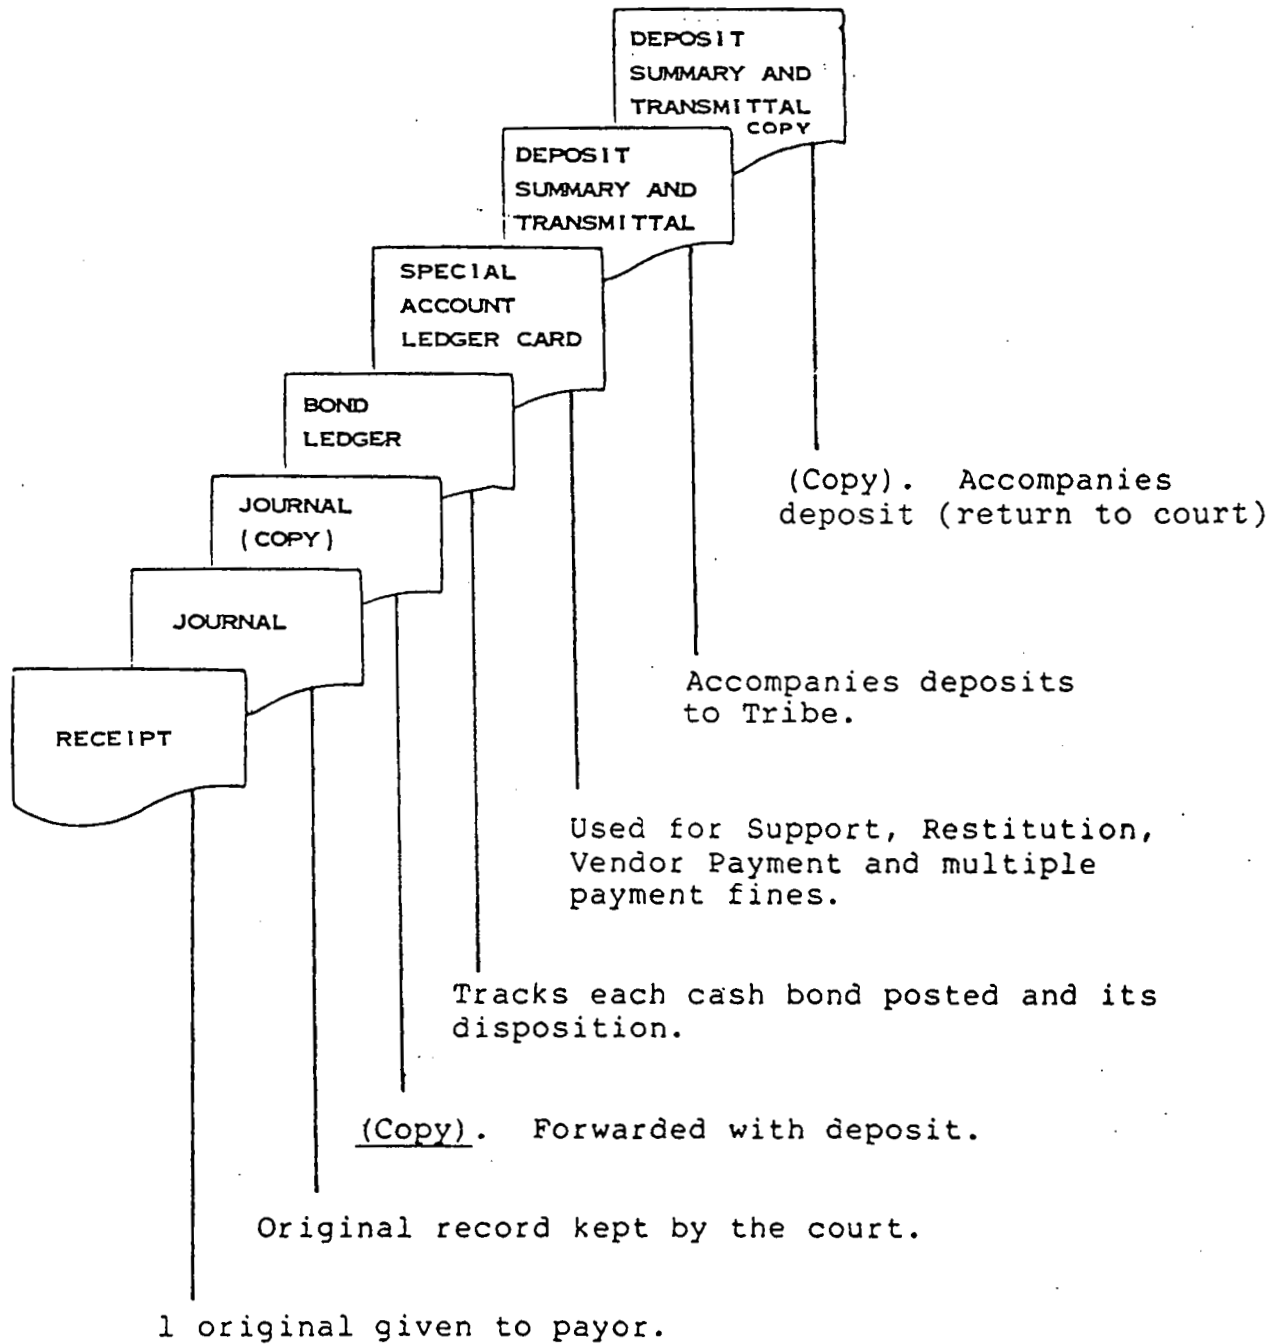 DEPOSIT
SUMMARY AND
TRANSMITTAL
COPY
DEPOSIT
SUMMARY AND
TRANSMITTAL
SPECIAL
ACCOUNT
LEDGER CARD
BOND
LEDGER
JOURNAL
(COPY)
JOURNAL
RECEIPT
(Copy). Accompanies
deposit (return to court)
Accompanies deposits
to Tribe.
Used for Support, Restitution,
Vendor Payment and multiple
payment fines.
Tracks each cash bond posted and its
disposition.
(Copy). Forwarded with deposit.
Original record kept by the court.
1 original given to payor.